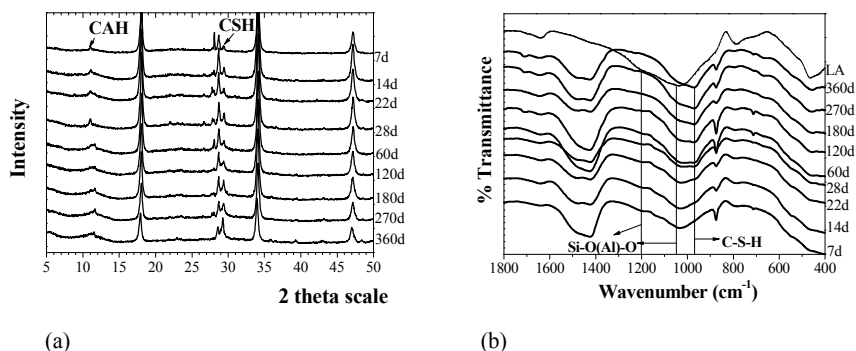 CAH
CSH
7d
14d
22d
28d
60d
120d
180d
270d
360d
Intensity
5 10 15 20 25 30 35 40 45 50
2 theta scale
(a)
LA
360d
270d
180d
120d
60d
28d
22d
14d
7d
% Transmittance
Si-O(Al)-O
C-S-H
1800 1600 1400 1200 1000 800 600 400
Wavenumber (cm-1)
(b)